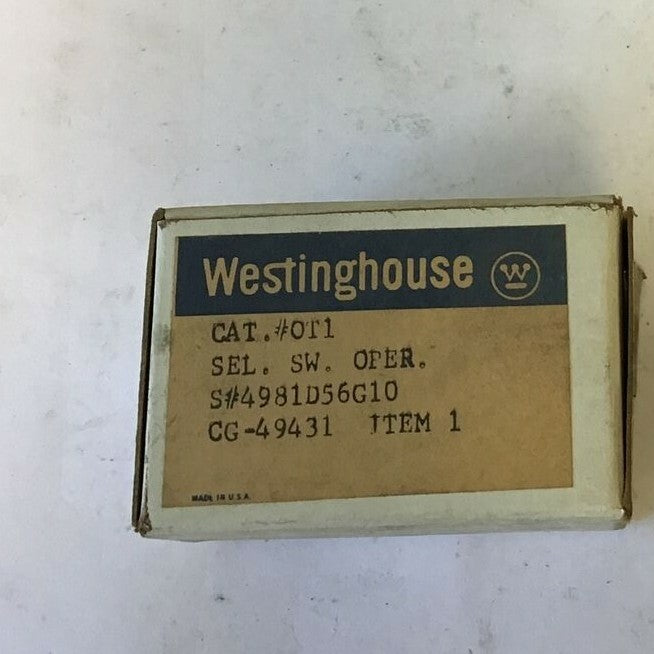 Westinghouse W
CAT.#OT1
SEL. SW. OPER.
S#4981D56G10
CG-49431 ITEM 1
MADE IN U.S.A.